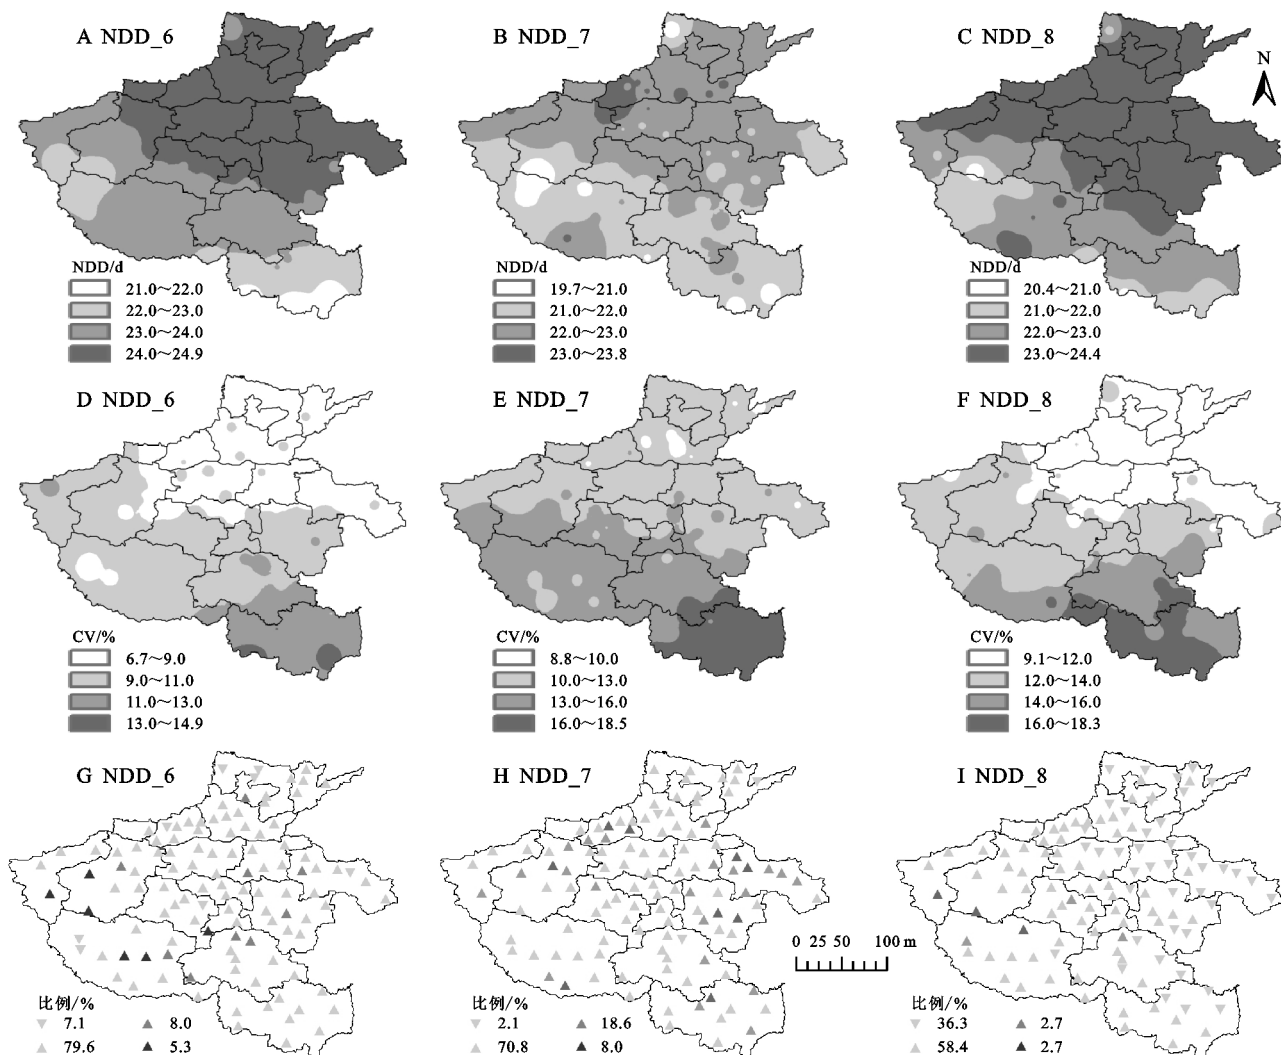 A NDD_6
B NDD_7
C NDD_8
N
NDD/d
21.0～22.0
22.0～23.0
23.0～24.0
24.0～24.9
NDD/d
19.7～21.0
21.0～22.0
22.0～23.0
23.0～23.8
NDD/d
20.4～21.0
21.0～22.0
22.0～23.0
23.0～24.4
D NDD_6
E NDD_7
F NDD_8
CV/%
6.7～9.0
9.0～11.0
11.0～13.0
13.0～14.9
CV/%
8.8～10.0
10.0～13.0
13.0～16.0
16.0～18.5
CV/%
9.1～12.0
12.0～14.0
14.0～16.0
16.0～18.3
G NDD_6
H NDD_7
I NDD_8
0 25 50 100 m
比例/%
7.1 8.0
79.6 5.3
比例/%
2.1 18.6
70.8 8.0
比例/%
36.3 2.7
58.4 2.7